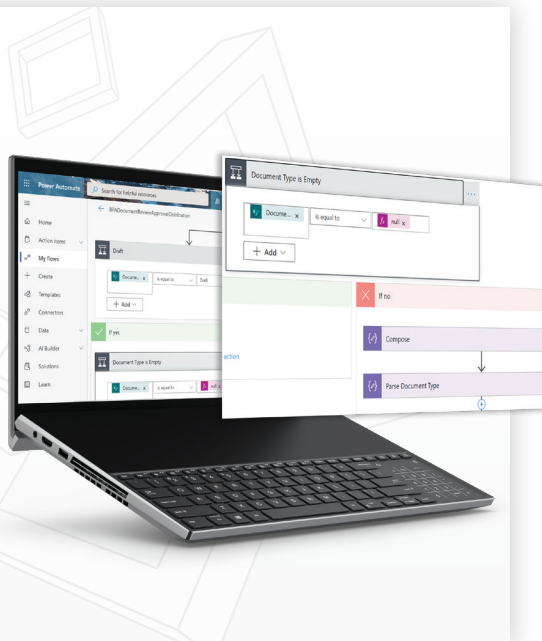 Power Automate
Search for helpful resources
Home
Action items
My flows
Create
Templates
Connectors
Data
AI Builder
Solutions
Learn
BPADocumentReviewApprovalDistribution
Draft
Docume... x
is equal to
Draft
+ Add
If yes
Document Type is Empty
Docume... x
is equal to
null
Document Type is Empty
...
Docume... x
is equal to
fx null x
+ Add
action
If no
Compose
Parse Document Type